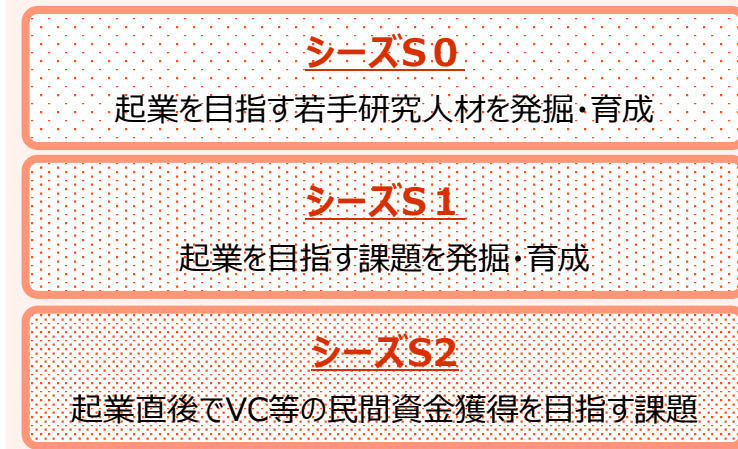 シーズS０
起業を目指す若手研究人材を発掘・育成
シーズS１
起業を目指す課題を発掘・育成
シーズS2
起業直後でVC等の民間資金獲得を目指す課題